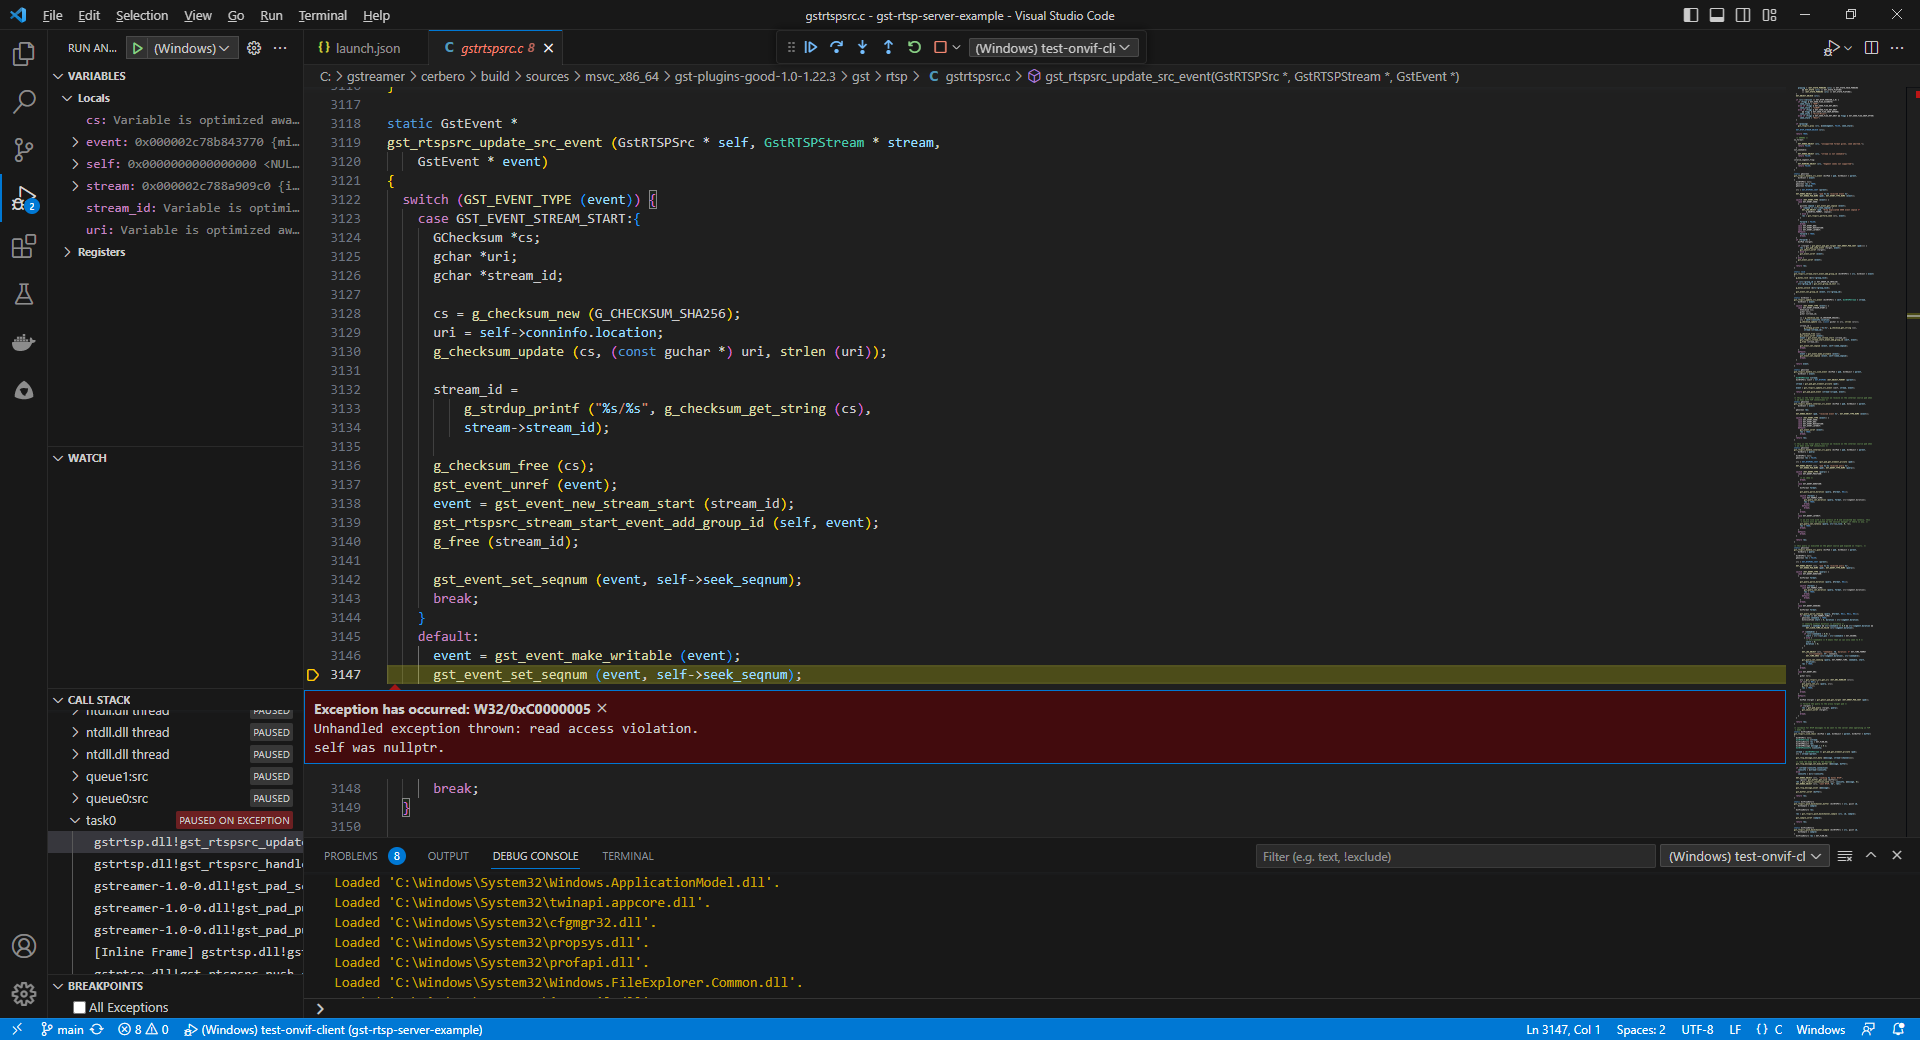 File Edit Selection View Go Run Terminal Help
gstrtspsrc.c - gst-rtsp-server-example - Visual Studio Code
RUN AN... (Windows)
launch.json
C gstrtspsrc.c 8
(Windows) test-onvif-cli
C: > gstreamer > cerbero > build > sources > msvc_x86_64 > gst-plugins-good-1.0-1.22.3 > gst > rtsp > C gstrtspsrc.c > gst_rtspsrc_update_src_event(GstRTSPSrc *, GstRTSPStream *, GstEvent *)
VARIABLES
Locals
cs: Variable is optimized awa...
event: 0x000002c78b843770 {mi...
self: 0x0000000000000000 <NUL...
stream: 0x000002c788a909c0 {i...
stream_id: Variable is optimi...
uri: Variable is optimized aw...
Registers
WATCH
CALL STACK
ntdll.dll thread PAUSED
ntdll.dll thread PAUSED
ntdll.dll thread PAUSED
queue1:src PAUSED
queue0:src PAUSED
task0 PAUSED ON EXCEPTION
gstrtsp.dll!gst_rtspsrc_update
gstrtsp.dll!gst_rtspsrc_handle
gstreamer-1.0-0.dll!gst_pad_se
gstreamer-1.0-0.dll!gst_pad_pu
gstreamer-1.0-0.dll!gst_pad_pu
[Inline Frame] gstrtsp.dll!gst
gstrtsp.dll!gst_rtspsrc_push
BREAKPOINTS
All Exceptions
3116 }
3117
3118 static GstEvent *
3119 gst_rtspsrc_update_src_event (GstRTSPSrc * self, GstRTSPStream * stream,
3120 GstEvent * event)
3121 {
3122 switch (GST_EVENT_TYPE (event)) {
3123 case GST_EVENT_STREAM_START:{
3124 GChecksum *cs;
3125 gchar *uri;
3126 gchar *stream_id;
3127
3128 cs = g_checksum_new (G_CHECKSUM_SHA256);
3129 uri = self->conninfo.location;
3130 g_checksum_update (cs, (const guchar *) uri, strlen (uri));
3131
3132 stream_id =
3133 g_strdup_printf ("%s/%s", g_checksum_get_string (cs),
3134 stream->stream_id);
3135
3136 g_checksum_free (cs);
3137 gst_event_unref (event);
3138 event = gst_event_new_stream_start (stream_id);
3139 gst_rtspsrc_stream_start_event_add_group_id (self, event);
3140 g_free (stream_id);
3141
3142 gst_event_set_seqnum (event, self->seek_seqnum);
3143 break;
3144 }
3145 default:
3146 event = gst_event_make_writable (event);
3147 gst_event_set_seqnum (event, self->seek_seqnum);
Exception has occurred: W32/0xC0000005
Unhandled exception thrown: read access violation.
self was nullptr.
3148 break;
3149 }
3150
PROBLEMS 8 OUTPUT DEBUG CONSOLE TERMINAL
Filter (e.g. text, !exclude)
(Windows) test-onvif-cl
Loaded 'C:\Windows\System32\Windows.ApplicationModel.dll'.
Loaded 'C:\Windows\System32\twinapi.appcore.dll'.
Loaded 'C:\Windows\System32\cfgmgr32.dll'.
Loaded 'C:\Windows\System32\propsys.dll'.
Loaded 'C:\Windows\System32\profapi.dll'.
Loaded 'C:\Windows\System32\Windows.FileExplorer.Common.dll'.
2
main 8 0 (Windows) test-onvif-client (gst-rtsp-server-example)
Ln 3147, Col 1 Spaces: 2 UTF-8 LF {} C Windows